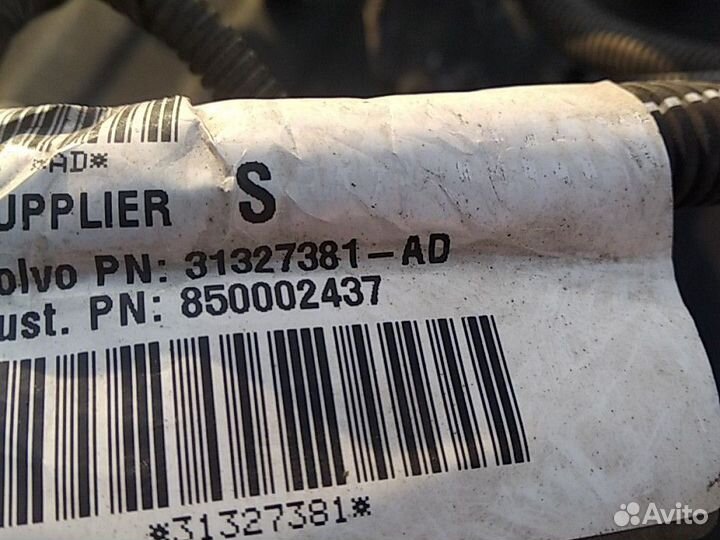 *AD*
UPPLIER S
olvo PN: 31327381-AD
ust. PN: 850002437
*31327381*
Avito